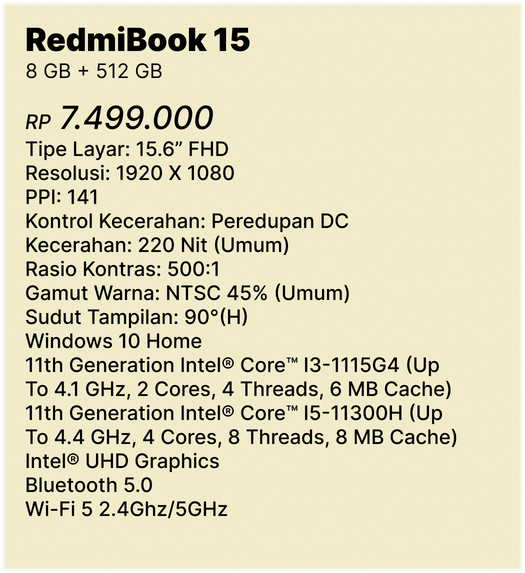 RedmiBook 15
8 GB + 512 GB
RP 7.499.000
Tipe Layar: 15.6” FHD
Resolusi: 1920 X 1080
PPI: 141
Kontrol Kecerahan: Peredupan DC
Kecerahan: 220 Nit (Umum)
Rasio Kontras: 500:1
Gamut Warna: NTSC 45% (Umum)
Sudut Tampilan: 90°(H)
Windows 10 Home
11th Generation Intel® Core™ I3-1115G4 (Up
To 4.1 GHz, 2 Cores, 4 Threads, 6 MB Cache)
11th Generation Intel® Core™ I5-11300H (Up
To 4.4 GHz, 4 Cores, 8 Threads, 8 MB Cache)
Intel® UHD Graphics
Bluetooth 5.0
Wi-Fi 5 2.4Ghz/5GHz